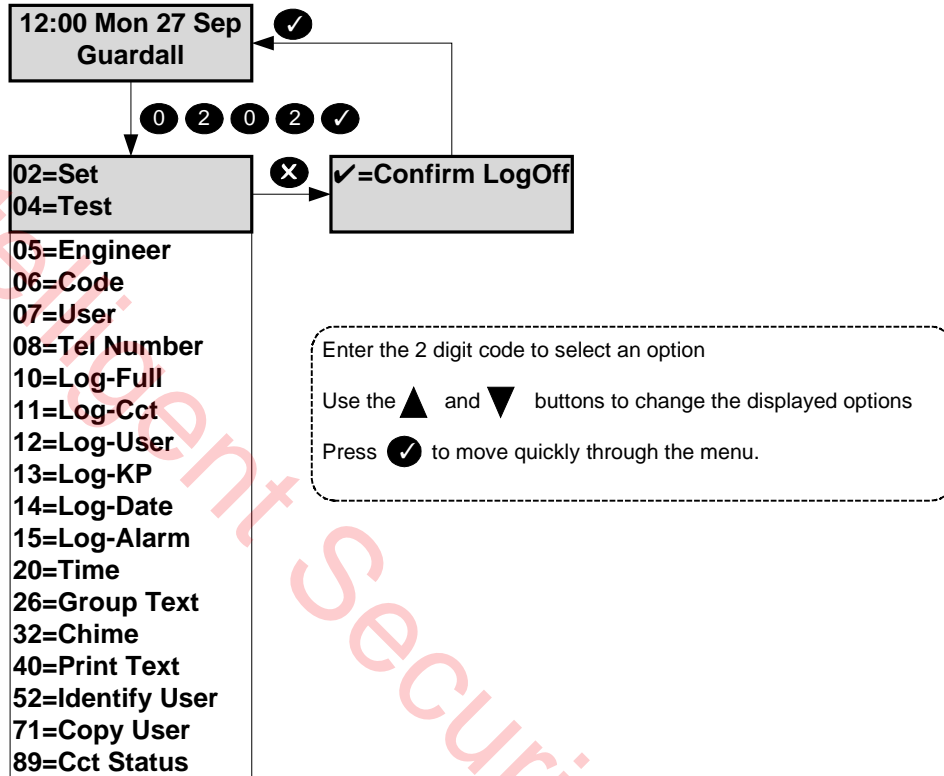 12:00 Mon 27 Sep
Guardall
✓
0 2 0 2 ✓
02=Set
04=Test
✔=Confirm LogOff
05=Engineer
06=Code
07=User
08=Tel Number
10=Log-Full
11=Log-Cct
12=Log-User
13=Log-KP
14=Log-Date
15=Log-Alarm
20=Time
26=Group Text
32=Chime
40=Print Text
52=Identify User
71=Copy User
89=Cct Status
Enter the 2 digit code to select an option
Use the ▲ and ▼ buttons to change the displayed options
Press ✓ to move quickly through the menu.